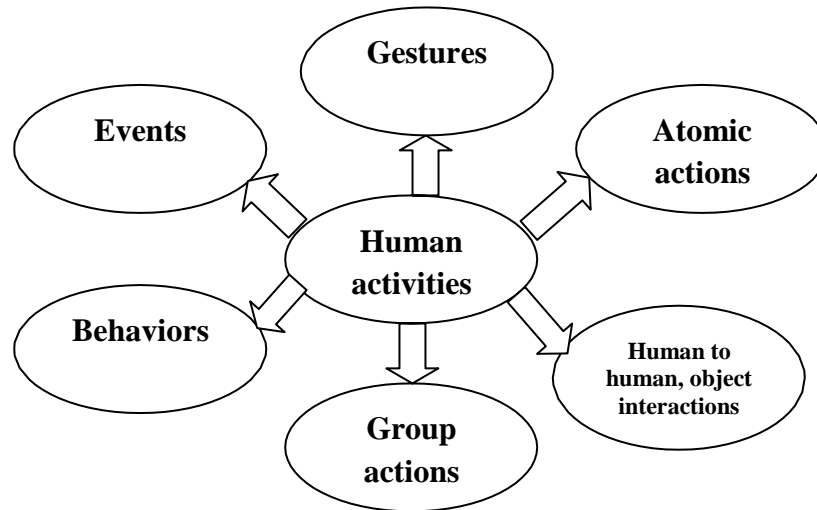 Gestures
Events
Atomic
actions
Human
activities
Behaviors
Human to
human, object
interactions
Group
actions